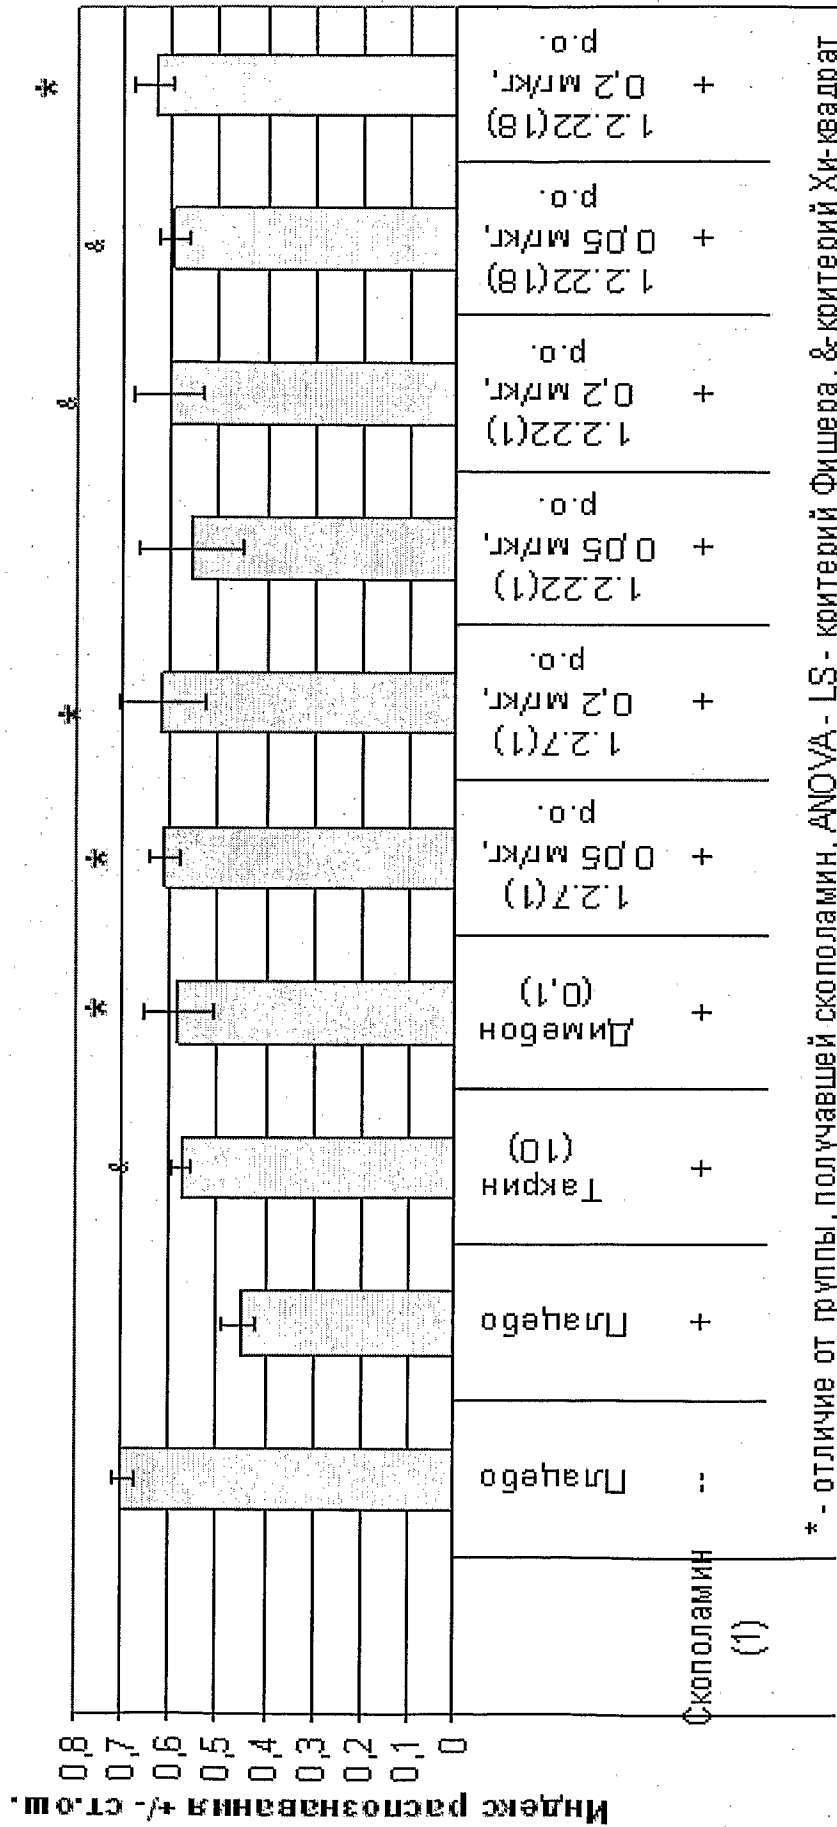 Индекс распознавания +/- ст.ош.
0,8
0,7
0,6
0,5
0,4
0,3
0,2
0,1
0
& * * * & & *
Скополамин
(1)
Плацебо
-
Плацебо
+
Такрин
(10)
+
Димебон
(0,1)
+
1.2.7(1)
0,05 мг/кг,
р.о.
+
1.2.7(1)
0,2 мг/кг,
р.о.
+
1.2.22(1)
0,05 мг/кг,
р.о.
+
1.2.22(1)
0,2 мг/кг,
р.о.
+
1.2.22(18)
0,05 мг/кг,
р.о.
+
1.2.22(18)
0,2 мг/кг,
р.о.
+
* - отличие от группы, получавшей скополамин, ANOVA - LS - критерий Фишера, &-критерий Хи-квадрат